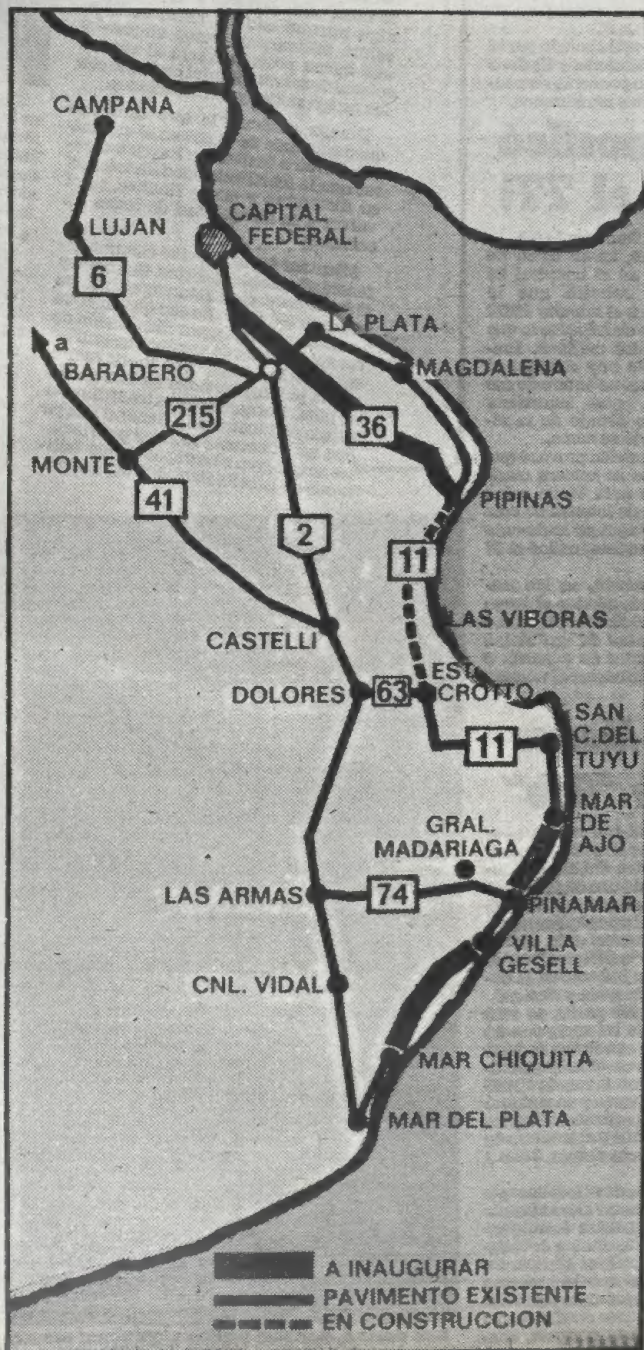 CAMPANA
CAPITAL
FEDERAL
LUJAN
6
LA PLATA
a
BARADERO
MAGDALENA
215
36
MONTE
41
PIPINAS
2
11
LAS VIBORAS
CASTELLI
EST.
CROTTO
DOLORES
63
SAN
C. DEL
TUYU
11
MAR
DE
AJO
GRAL.
MADARIAGA
LAS ARMAS
74
PINAMAR
VILLA
GESELL
CNL. VIDAL
MAR CHIQUITA
MAR DEL PLATA
A INAUGURAR
PAVIMENTO EXISTENTE
EN CONSTRUCCION